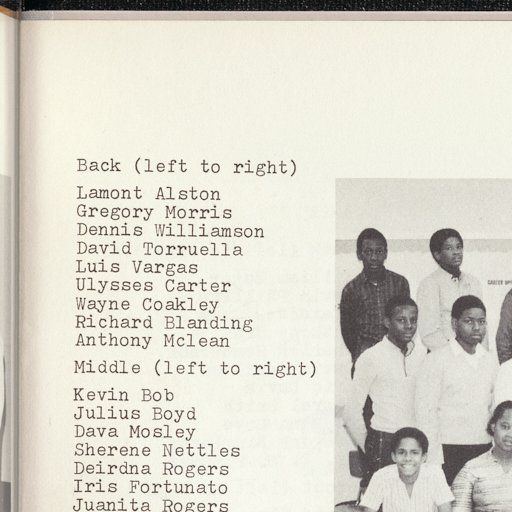 Back (left to right)
Lamont Alston
Gregory Morris
Dennis Williamson
David Torruella
Luis Vargas
Ulysses Carter
Wayne Coakley
Richard Blanding
Anthony Mclean
Middle (left to right)
Kevin Bob
Julius Boyd
Dava Mosley
Sherene Nettles
Deirdna Rogers
Iris Fortunato
Juanita Rogers